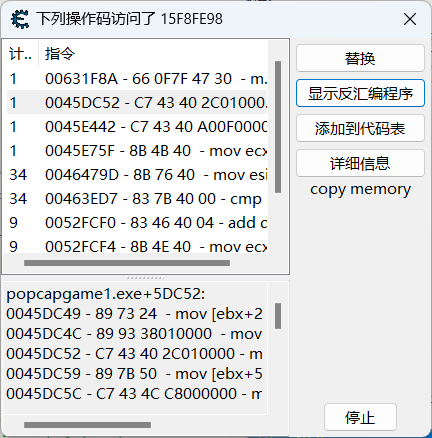 下列操作码访问了 15F8FE98
计.. 指令
1 00631F8A - 66 0F7F 47 30 - m.
1 0045DC52 - C7 43 40 2C01000.
1 0045E442 - C7 43 40 A00F0000
1 0045E75F - 8B 4B 40 - mov ecx
34 0046479D - 8B 76 40 - mov esi
34 00463ED7 - 83 7B 40 00 - cmp
9 0052FCF0 - 83 46 40 04 - add d
9 0052FCF4 - 8B 4E 40 - mov ecx
替换
显示反汇编程序
添加到代码表
详细信息
copy memory
popcapgame1.exe+5DC52:
0045DC49 - 89 73 24 - mov [ebx+2
0045DC4C - 89 93 38010000 - mov
0045DC52 - C7 43 40 2C010000 - m
0045DC59 - 89 7B 50 - mov [ebx+5
0045DC5C - C7 43 4C C8000000 - m
停止